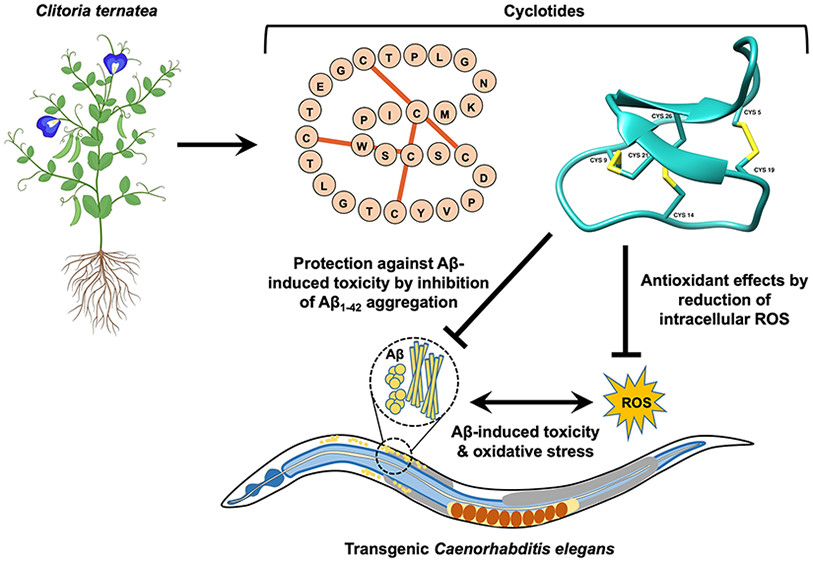 Clitoria ternatea
Cyclotides
G C T P L G
E N
T P I C M K
C W S C S C
T D
L G T C Y V P
CYS 5
CYS 26
CYS 9
CYS 21
CYS 19
CYS 14
Protection against Aβ-
induced toxicity by inhibition
of Aβ1-42 aggregation
Antioxidant effects by
reduction of
intracellular ROS
Aβ
ROS
Aβ-induced toxicity
& oxidative stress
Transgenic Caenorhabditis elegans